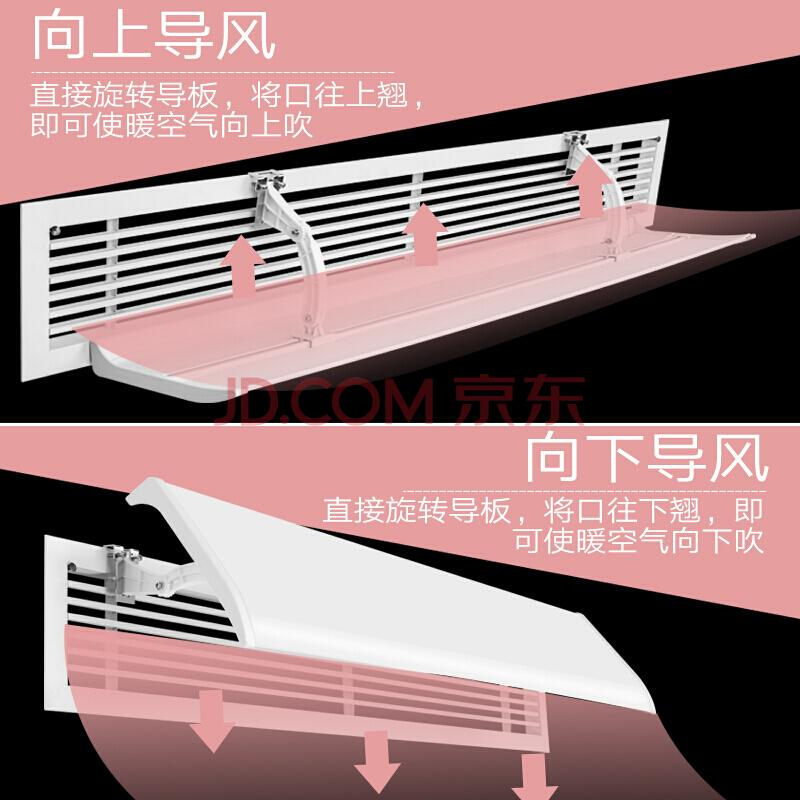 向上导风
直接旋转导板，将口往上翘，
即可使暖空气向上吹
JD.COM 京东
向下导风
直接旋转导板，将口往下翘，即
可使暖空气向下吹